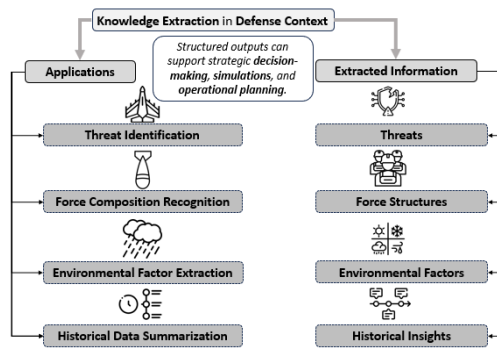 Knowledge Extraction in Defense Context
Structured outputs can
support strategic decision-
making, simulations, and
operational planning.
Applications
Extracted Information
Threat Identification
Threats
Force Composition Recognition
Force Structures
Environmental Factor Extraction
Environmental Factors
Historical Data Summarization
Historical Insights